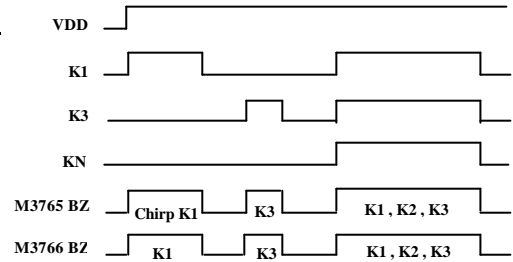 VDD
K1
K3
KN
M3765 BZ Chirp K1 K3 K1 , K2 , K3
M3766 BZ K1 K3 K1 , K2 , K3